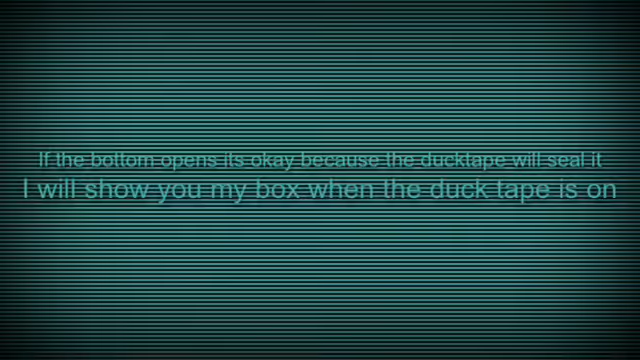 If the bottom opens its okay because the ducktape will seal it
I will show you my box when the duck tape is on